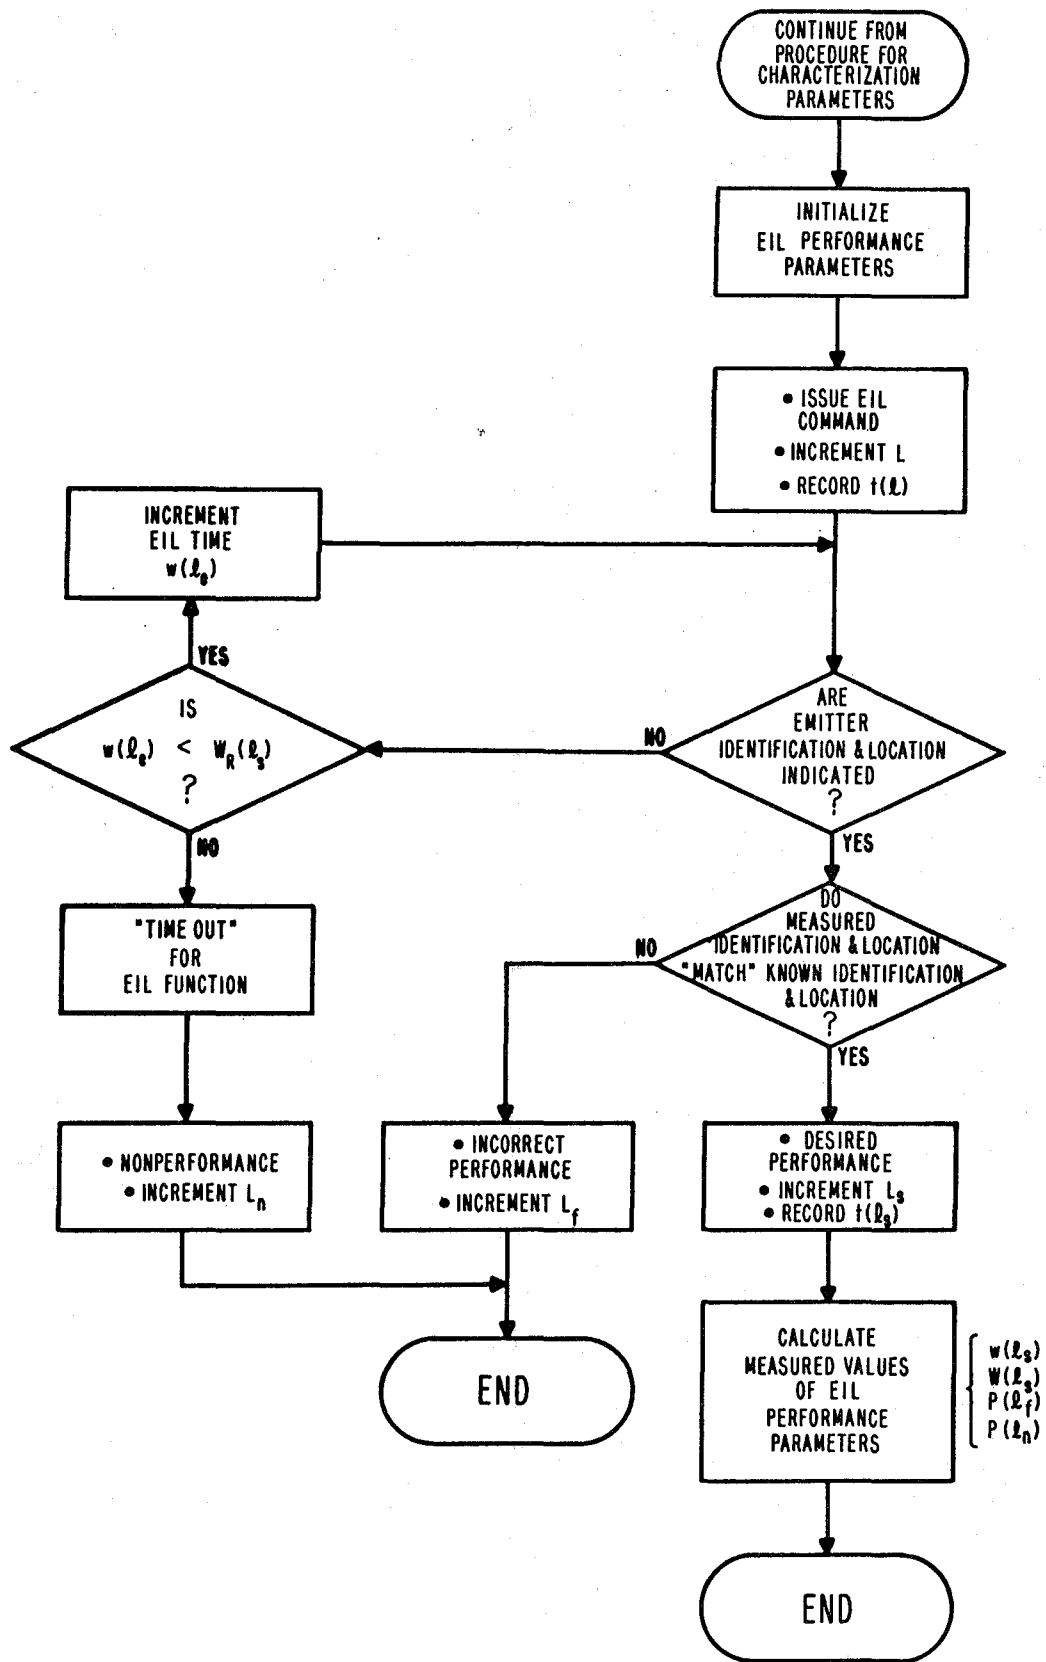 CONTINUE FROM
PROCEDURE FOR
CHARACTERIZATION
PARAMETERS
INITIALIZE
EIL PERFORMANCE
PARAMETERS
• ISSUE EIL
COMMAND
• INCREMENT L
• RECORD t(ℓ)
INCREMENT
EIL TIME
w(ℓₛ)
YES
IS
w(ℓₛ) < W_R(ℓₛ)
?
NO
ARE
EMITTER
IDENTIFICATION & LOCATION
INDICATED
?
NO
YES
"TIME OUT"
FOR
EIL FUNCTION
DO
MEASURED
IDENTIFICATION & LOCATION
"MATCH" KNOWN IDENTIFICATION
& LOCATION
?
NO
YES
• NONPERFORMANCE
• INCREMENT Lₙ
• INCORRECT
PERFORMANCE
• INCREMENT L_f
• DESIRED
PERFORMANCE
• INCREMENT Lₛ
• RECORD t(ℓₛ)
END
CALCULATE
MEASURED VALUES
OF EIL
PERFORMANCE
PARAMETERS
w(ℓₛ)
W(ℓₛ)
P(ℓ_f)
P(ℓₙ)
END